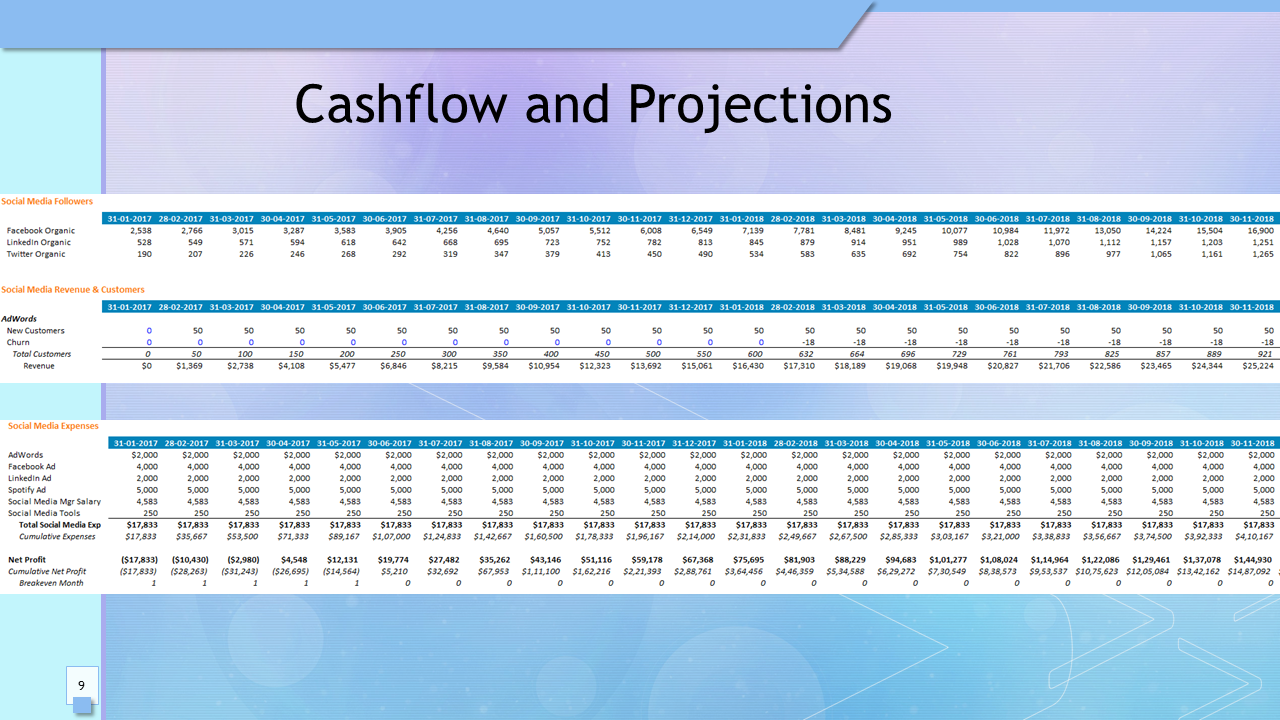 Cashflow and Projections
Social Media Followers
31-01-2017 28-02-2017 31-03-2017 30-04-2017 31-05-2017 30-06-2017 31-07-2017 31-08-2017 30-09-2017 31-10-2017 30-11-2017 31-12-2017 31-01-2018 28-02-2018 31-03-2018 30-04-2018 31-05-2018 30-06-2018 31-07-2018 31-08-2018 30-09-2018 31-10-2018 30-11-2018
Facebook Organic 2,538 2,766 3,015 3,287 3,583 3,905 4,256 4,640 5,057 5,512 6,008 6,549 7,139 7,781 8,481 9,245 10,077 10,984 11,972 13,050 14,224 15,504 16,900
LinkedIn Organic 528 549 571 594 618 642 668 695 723 752 782 813 845 879 914 951 989 1,028 1,070 1,112 1,157 1,203 1,251
Twitter Organic 190 207 226 246 268 292 319 347 379 413 450 490 534 583 635 692 754 822 896 977 1,065 1,161 1,265
Social Media Revenue & Customers
31-01-2017 28-02-2017 31-03-2017 30-04-2017 31-05-2017 30-06-2017 31-07-2017 31-08-2017 30-09-2017 31-10-2017 30-11-2017 31-12-2017 31-01-2018 28-02-2018 31-03-2018 30-04-2018 31-05-2018 30-06-2018 31-07-2018 31-08-2018 30-09-2018 31-10-2018 30-11-2018
AdWords
New Customers 0 50 50 50 50 50 50 50 50 50 50 50 50 50 50 50 50 50 50 50 50 50 50
Churn 0 0 0 0 0 0 0 0 0 0 0 0 0 -18 -18 -18 -18 -18 -18 -18 -18 -18 -18
Total Customers 0 50 100 150 200 250 300 350 400 450 500 550 600 632 664 696 729 761 793 825 857 889 921
Revenue $0 $1,369 $2,738 $4,108 $5,477 $6,846 $8,215 $9,584 $10,954 $12,323 $13,692 $15,061 $16,430 $17,310 $18,189 $19,068 $19,948 $20,827 $21,706 $22,586 $23,465 $24,344 $25,224
Social Media Expenses
31-01-2017 28-02-2017 31-03-2017 30-04-2017 31-05-2017 30-06-2017 31-07-2017 31-08-2017 30-09-2017 31-10-2017 30-11-2017 31-12-2017 31-01-2018 28-02-2018 31-03-2018 30-04-2018 31-05-2018 30-06-2018 31-07-2018 31-08-2018 30-09-2018 31-10-2018 30-11-2018
AdWords $2,000 $2,000 $2,000 $2,000 $2,000 $2,000 $2,000 $2,000 $2,000 $2,000 $2,000 $2,000 $2,000 $2,000 $2,000 $2,000 $2,000 $2,000 $2,000 $2,000 $2,000 $2,000 $2,000
Facebook Ad 4,000 4,000 4,000 4,000 4,000 4,000 4,000 4,000 4,000 4,000 4,000 4,000 4,000 4,000 4,000 4,000 4,000 4,000 4,000 4,000 4,000 4,000 4,000
LinkedIn Ad 2,000 2,000 2,000 2,000 2,000 2,000 2,000 2,000 2,000 2,000 2,000 2,000 2,000 2,000 2,000 2,000 2,000 2,000 2,000 2,000 2,000 2,000 2,000
Spotify Ad 5,000 5,000 5,000 5,000 5,000 5,000 5,000 5,000 5,000 5,000 5,000 5,000 5,000 5,000 5,000 5,000 5,000 5,000 5,000 5,000 5,000 5,000 5,000
Social Media Mgr Salary 4,583 4,583 4,583 4,583 4,583 4,583 4,583 4,583 4,583 4,583 4,583 4,583 4,583 4,583 4,583 4,583 4,583 4,583 4,583 4,583 4,583 4,583 4,583
Social Media Tools 250 250 250 250 250 250 250 250 250 250 250 250 250 250 250 250 250 250 250 250 250 250 250
Total Social Media Exp $17,833 $17,833 $17,833 $17,833 $17,833 $17,833 $17,833 $17,833 $17,833 $17,833 $17,833 $17,833 $17,833 $17,833 $17,833 $17,833 $17,833 $17,833 $17,833 $17,833 $17,833 $17,833 $17,833
Cumulative Expenses $17,833 $35,667 $53,500 $71,333 $89,167 $1,07,000 $1,24,833 $1,42,667 $1,60,500 $1,78,333 $1,96,167 $2,14,000 $2,31,833 $2,49,667 $2,67,500 $2,85,333 $3,03,167 $3,21,000 $3,38,833 $3,56,667 $3,74,500 $3,92,333 $4,10,167
Net Profit ($17,833) ($10,430) ($2,980) $4,548 $12,131 $19,774 $27,482 $35,262 $43,146 $51,116 $59,178 $67,368 $75,695 $81,903 $88,229 $94,683 $1,01,277 $1,08,024 $1,14,964 $1,22,086 $1,29,461 $1,37,078 $1,44,930
Cumulative Net Profit ($17,833) ($28,263) ($31,243) ($26,695) ($14,564) $5,210 $32,692 $67,953 $1,11,100 $1,62,216 $2,21,393 $2,88,761 $3,64,456 $4,46,359 $5,34,588 $6,29,272 $7,30,549 $8,38,573 $9,53,537 $10,75,623 $12,05,084 $13,42,162 $14,87,092
Breakeven Month 1 1 1 1 1 0 0 0 0 0 0 0 0 0 0 0 0 0 0 0 0 0 0
9